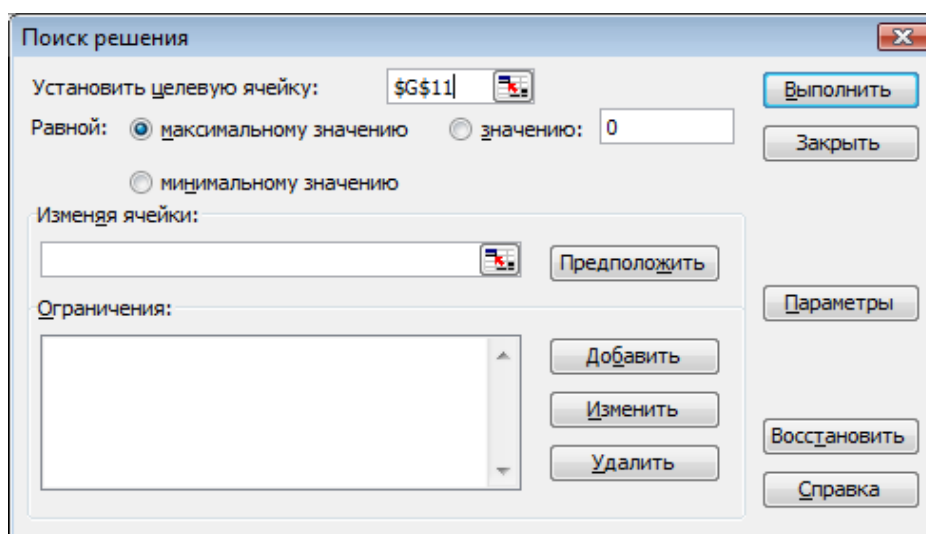 Поиск решения
Установить целевую ячейку: $G$11 Выполнить
Равной: максимальному значению значению: 0 Закрыть
минимальному значению
Изменяя ячейки:
Предположить
Ограничения: Параметры
Добавить
Изменить
Восстановить
Удалить
Справка